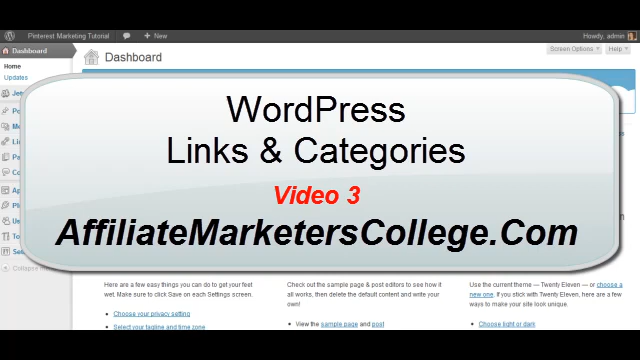 Pinterest Marketing Tutorial
New
Howdy, admin
Dashboard
Screen Options
Help
Dashboard
Home
Updates
WordPress
Links & Categories
Video 3
AffiliateMarketersCollege.Com
Here are a few easy things you can do to get your feet
wet. Make sure to click Save on each Settings screen.
Choose your privacy setting
Select your tagline and time zone
Check out the sample page & post editors to see how it
all works, then delete the default content and write your
own!
View the sample page and post
Use the current theme — Twenty Eleven — or choose a
new one. If you stick with Twenty Eleven, here are a few
ways to make your site look unique.
Choose light or dark